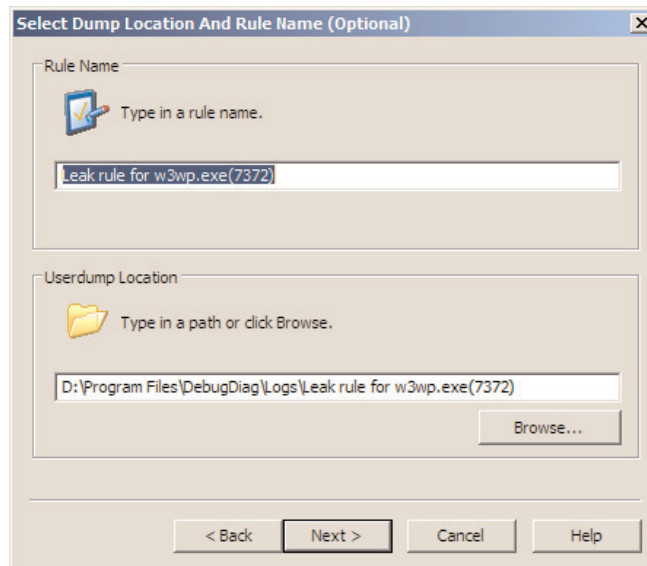 Select Dump Location And Rule Name (Optional)
Rule Name
Type in a rule name.
Leak rule for w3wp.exe(7372)
Userdump Location
Type in a path or click Browse.
D:\Program Files\DebugDiag\Logs\Leak rule for w3wp.exe(7372)
Browse...
< Back Next > Cancel Help